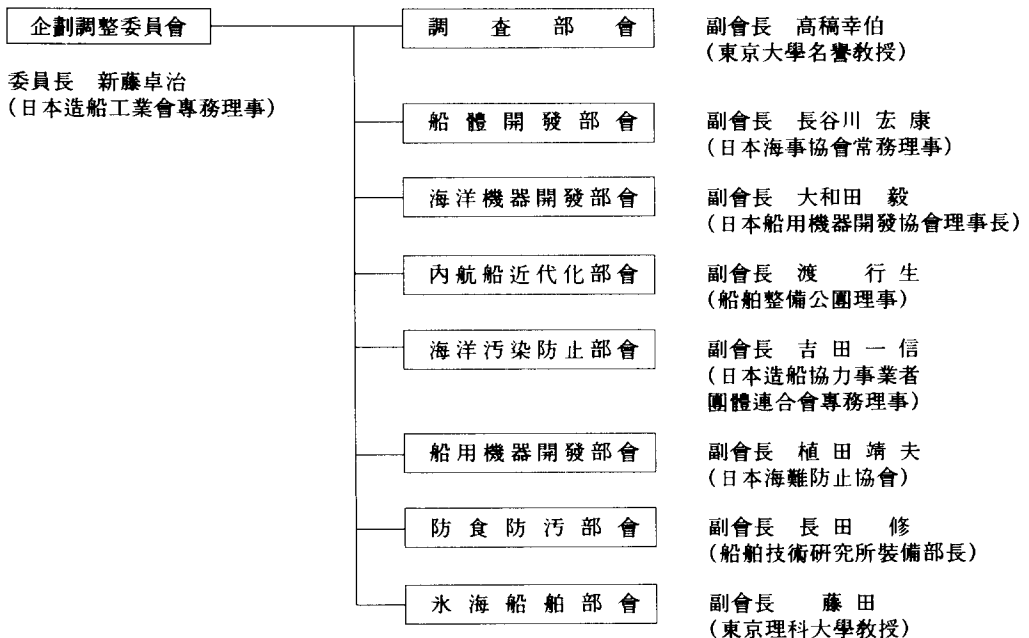 企劃調整委員會
委員長 新藤卓治
(日本造船工業會專務理事)
調查部會
副會長 高稿幸伯
(東京大學名譽教授)
船體開發部會
副會長 長谷川宏康
(日本海事協會常務理事)
海洋機器開發部會
副會長 大和田 毅
(日本船用機器開發協會理事長)
內航船近代化部會
副會長 渡 行生
(船舶整備公團理事)
海洋汚染防止部會
副會長 吉田一信
(日本造船協力事業者
團體連合會專務理事)
船用機器開發部會
副會長 植田靖夫
(日本海難防止協會)
防食防汚部會
副會長 長田 修
(船舶技術研究所裝備部長)
氷海船舶部會
副會長 藤田
(東京理科大學教授)